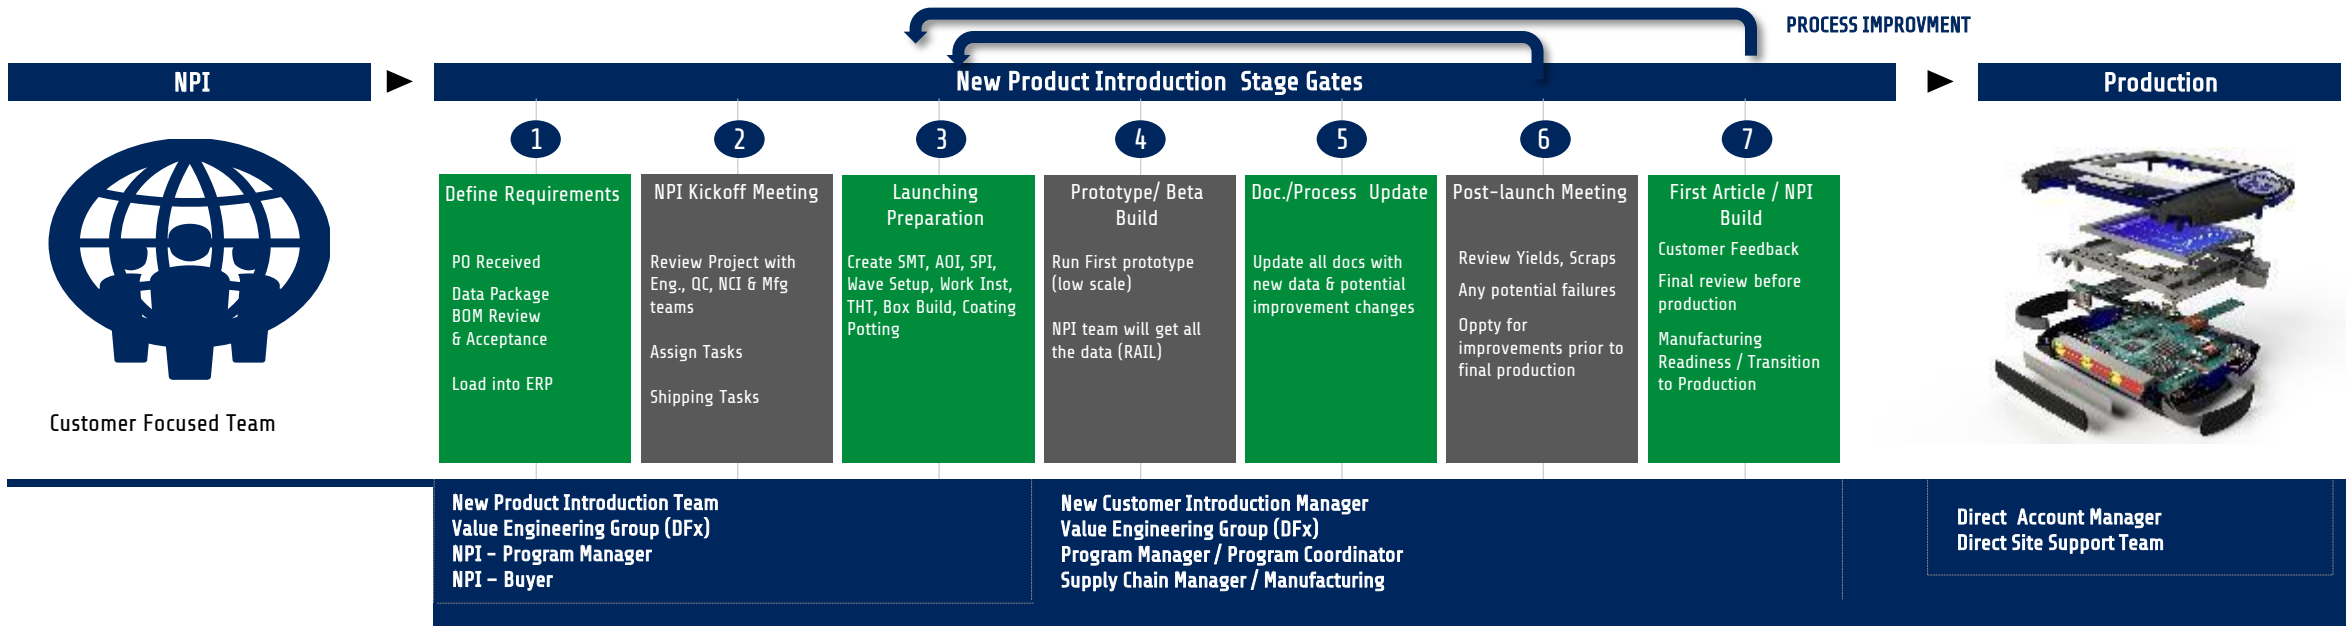 PROCESS IMPROVMENT
NPI
New Product Introduction Stage Gates
Production
1
2
3
4
5
6
7
Customer Focused Team
Define Requirements
PO Received
Data Package
BOM Review
& Acceptance
Load into ERP
NPI Kickoff Meeting
Review Project with
Eng., QC, NCI & Mfg
teams
Assign Tasks
Shipping Tasks
Launching
Preparation
Create SMT, AOI, SPI,
Wave Setup, Work Inst,
THT, Box Build, Coating
Potting
Prototype/ Beta
Build
Run First prototype
(low scale)
NPI team will get all
the data (RAIL)
Doc./Process Update
Update all docs with
new data & potential
improvement changes
Post-launch Meeting
Review Yields, Scraps
Any potential failures
Oppty for
improvements prior to
final production
First Article / NPI
Build
Customer Feedback
Final review before
production
Manufacturing
Readiness / Transition
to Production
New Product Introduction Team
Value Engineering Group (DFx)
NPI - Program Manager
NPI – Buyer
New Customer Introduction Manager
Value Engineering Group (DFx)
Program Manager / Program Coordinator
Supply Chain Manager / Manufacturing
Direct Account Manager
Direct Site Support Team